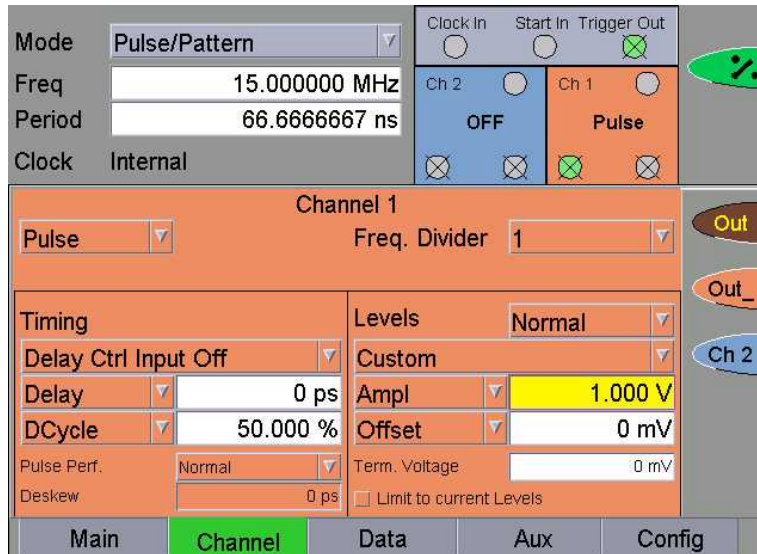 Mode Pulse/Pattern
Freq 15.000000 MHz
Period 66.6666667 ns
Clock Internal
Clock In Start In Trigger Out
Ch 2 Ch 1
OFF Pulse
Channel 1
Pulse Freq. Divider 1
Timing
Delay Ctrl Input Off
Delay 0 ps
DCycle 50.000 %
Pulse Perf. Normal
Deskew 0 ps
Levels Normal
Custom
Ampl 1.000 V
Offset 0 mV
Term. Voltage 0 mV
Limit to current Levels
%
Out
Out_
Ch 2
Main Channel Data Aux Config